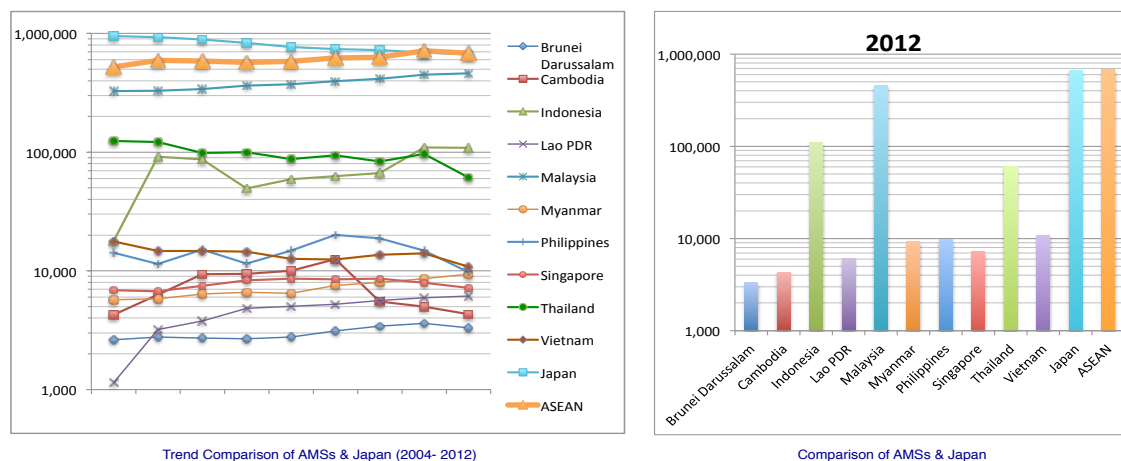 1,000,000
100,000
10,000
1,000
Brunei
Darussalam
Cambodia
Indonesia
Lao PDR
Malaysia
Myanmar
Philippines
Singapore
Thailand
Vietnam
Japan
ASEAN
Trend Comparison of AMSs & Japan (2004- 2012)
2012
1,000,000
100,000
10,000
1,000
Brunei Darussalam
Cambodia
Indonesia
Lao PDR
Malaysia
Myanmar
Philippines
Singapore
Thailand
Vietnam
Japan
ASEAN
Comparison of AMSs & Japan